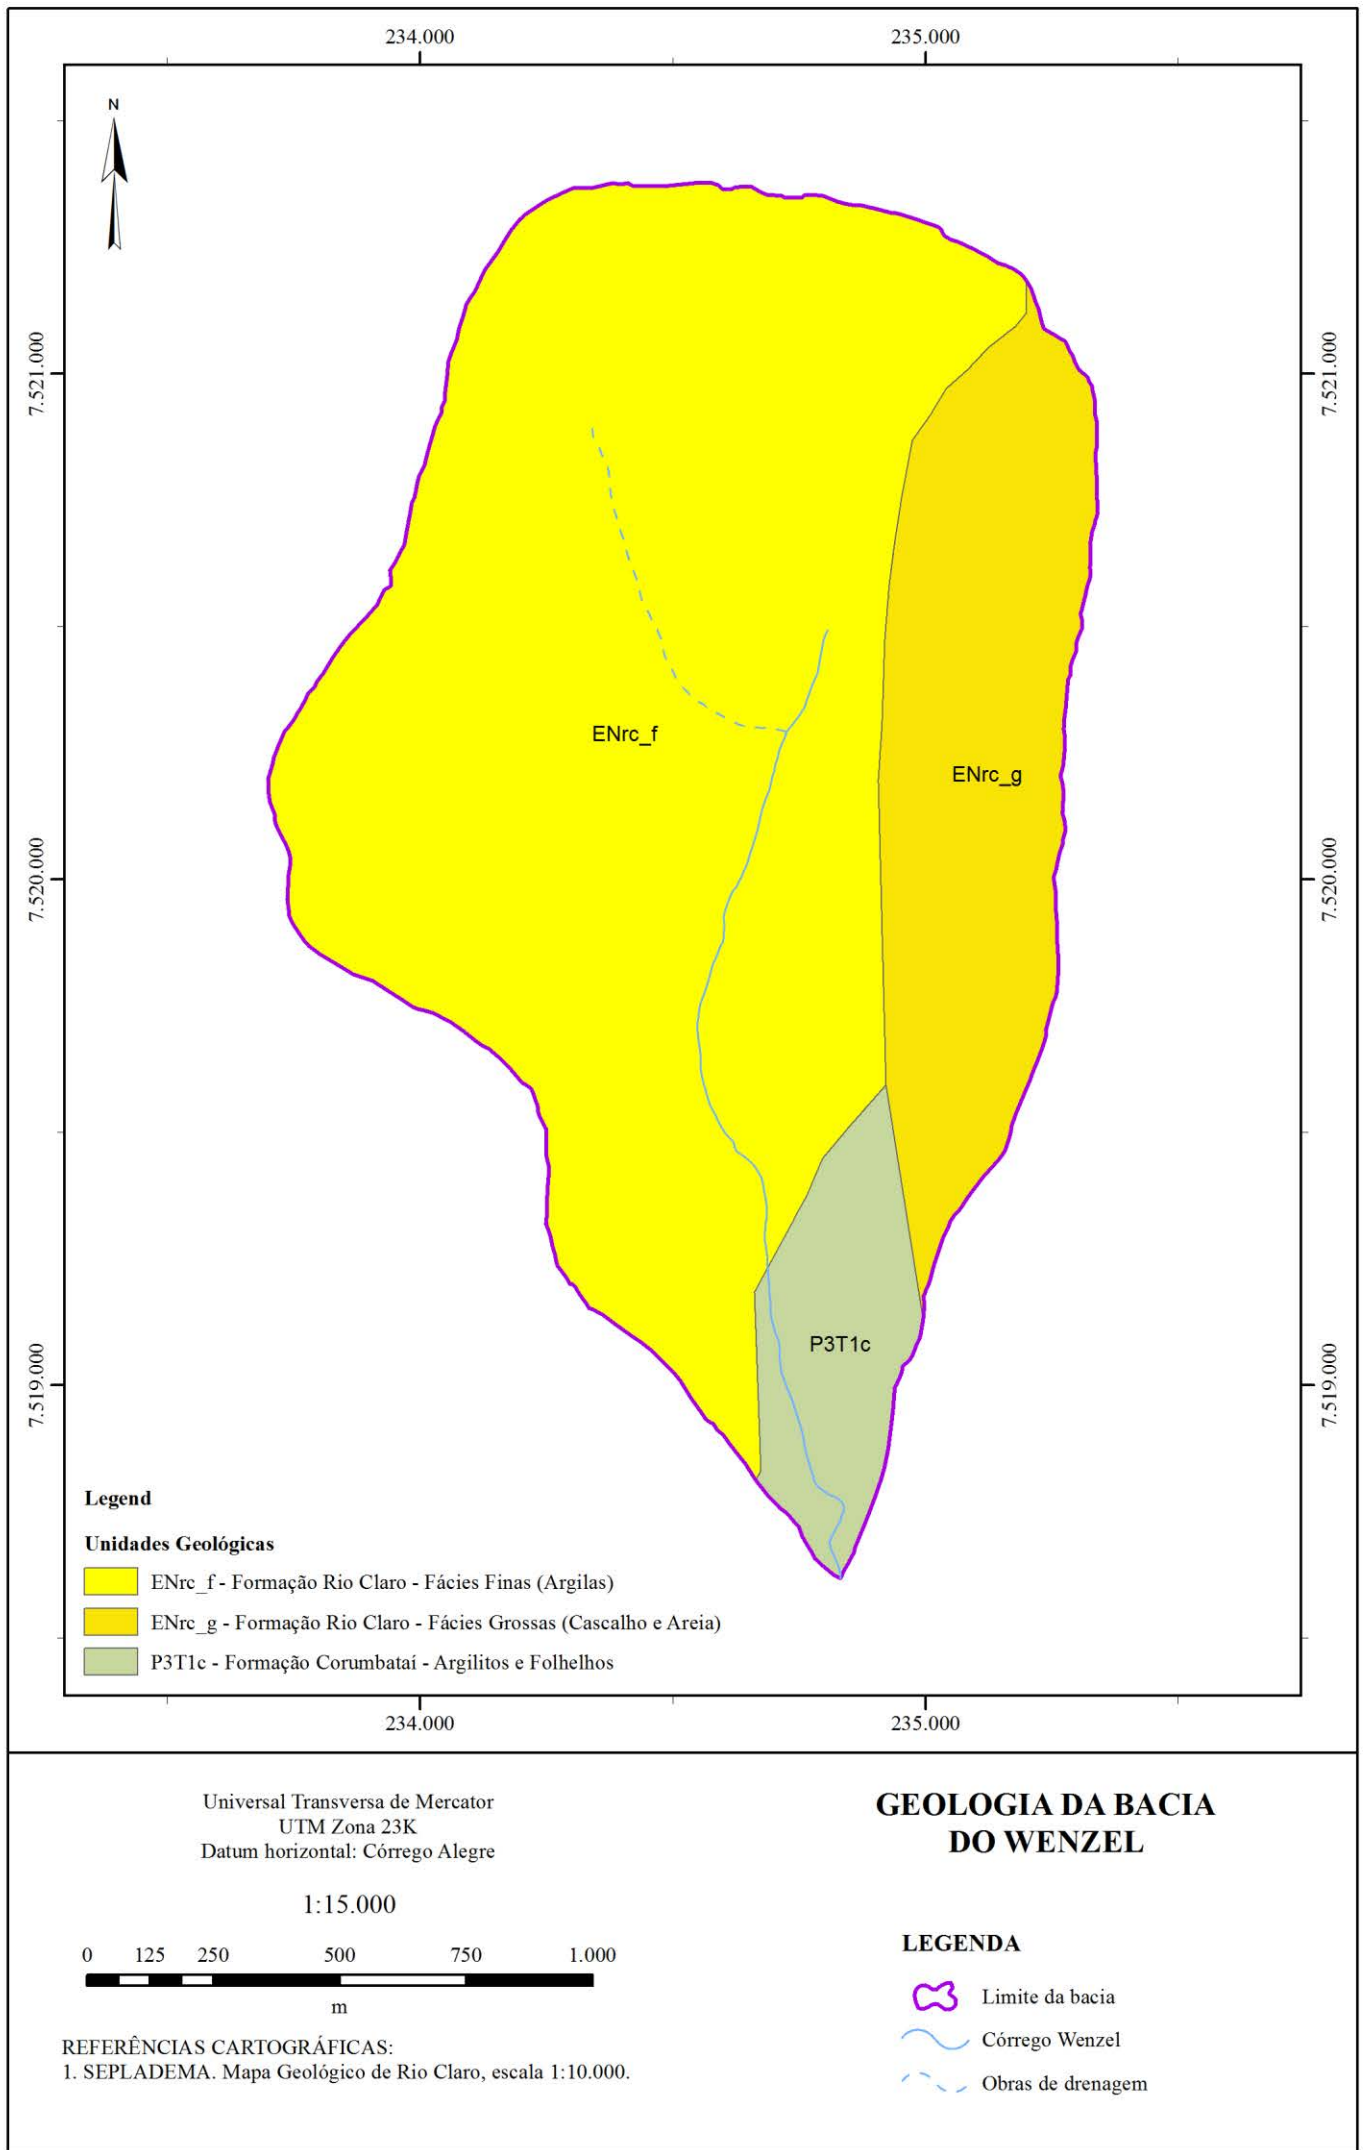 234.000
235.000
N
7.521.000
7.521.000
ENrc_f
ENrc_g
7.520.000
7.520.000
P3T1c
7.519.000
7.519.000
Legend
Unidades Geológicas
ENrc_f - Formação Rio Claro - Fácies Finas (Argilas)
ENrc_g - Formação Rio Claro - Fácies Grossas (Cascalho e Areia)
P3T1c - Formação Corumbataí - Argilitos e Folhelhos
234.000
235.000
Universal Transversa de Mercator
UTM Zona 23K
Datum horizontal: Córrego Alegre
1:15.000
0 125 250 500 750 1.000
m
REFERÊNCIAS CARTOGRÁFICAS:
1. SEPLADEMA. Mapa Geológico de Rio Claro, escala 1:10.000.
GEOLOGIA DA BACIA
DO WENZEL
LEGENDA
Limite da bacia
Córrego Wenzel
Obras de drenagem